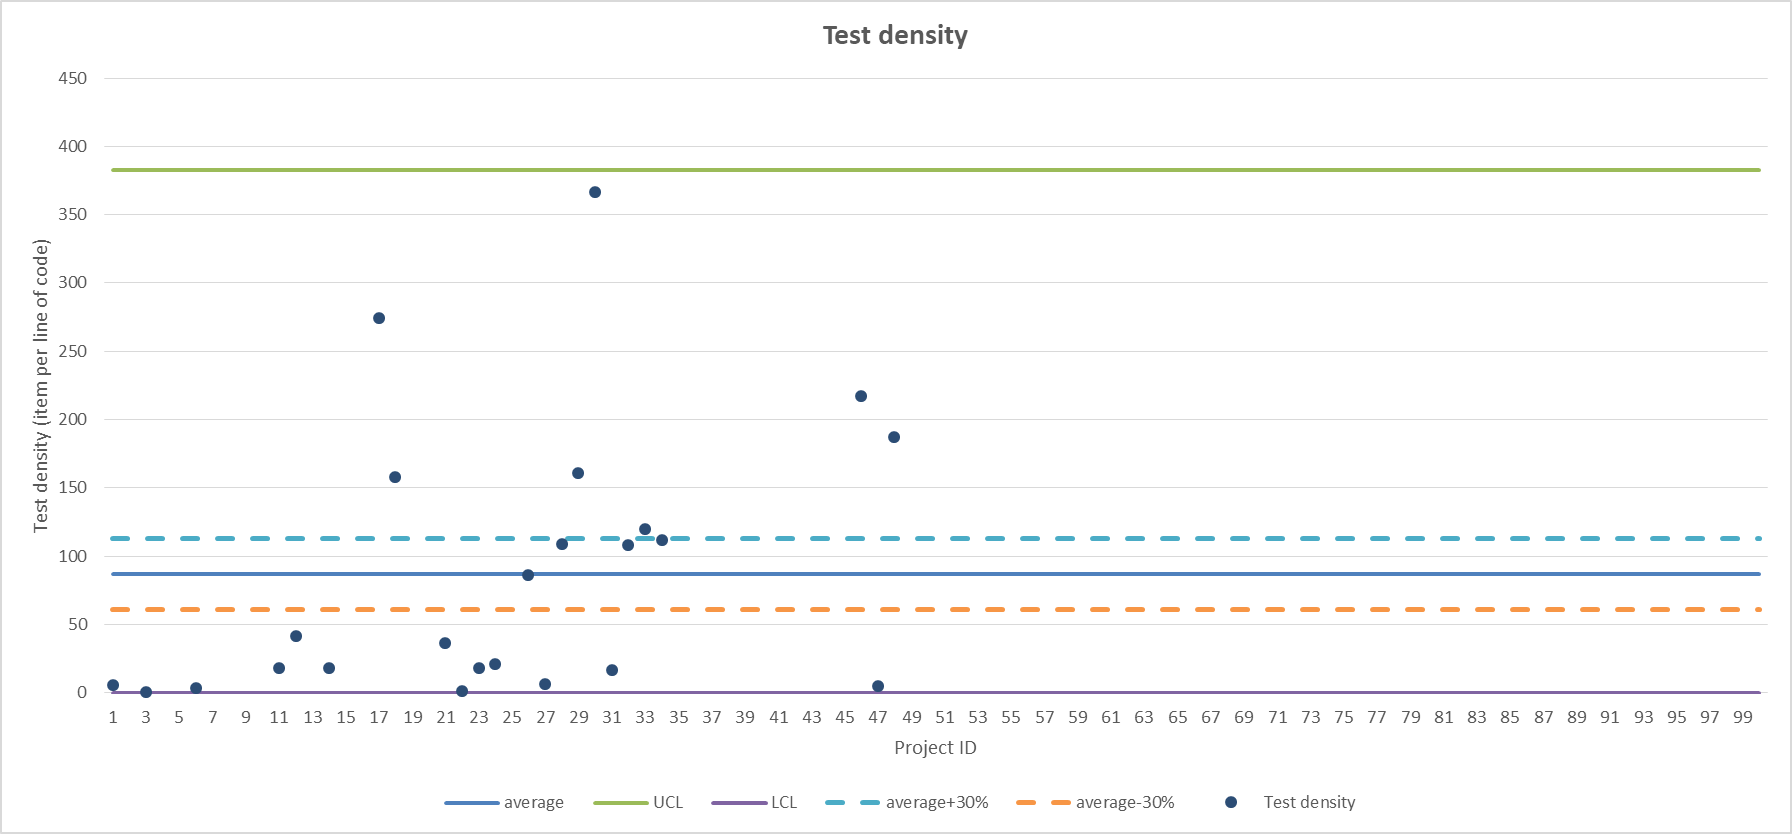 Test density
450
400
350
300
250
200
150
100
50
0
Test density (item per line of code)
1 3 5 7 9 11 13 15 17 19 21 23 25 27 29 31 33 35 37 39 41 43 45 47 49 51 53 55 57 59 61 63 65 67 69 71 73 75 77 79 81 83 85 87 89 91 93 95 97 99
Project ID
average UCL LCL average+30% average-30% Test density